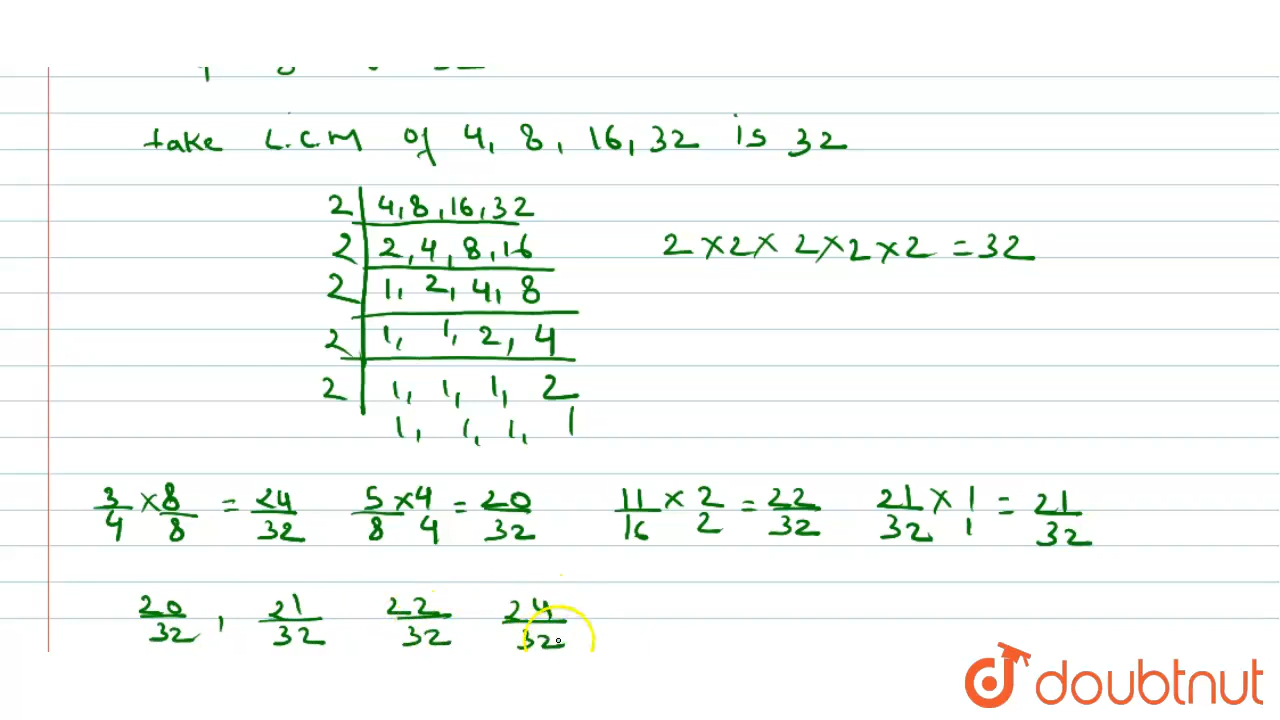 take L.C.M of 4, 8, 16, 32 is 32
2 | 4, 8, 16, 32
2 | 2, 4, 8, 16
2 × 2 × 2 × 2 × 2 = 32
2 | 1, 2, 4, 8
2 | 1, 1, 2, 4
2 | 1, 1, 1, 2
1, 1, 1, 1
3/4 × 8/8 = 24/32 5/8 × 4/4 = 20/32 11/16 × 2/2 = 22/32 21/32 × 1/1 = 21/32
20/32, 21/32 22/32 24/32
doubtnut